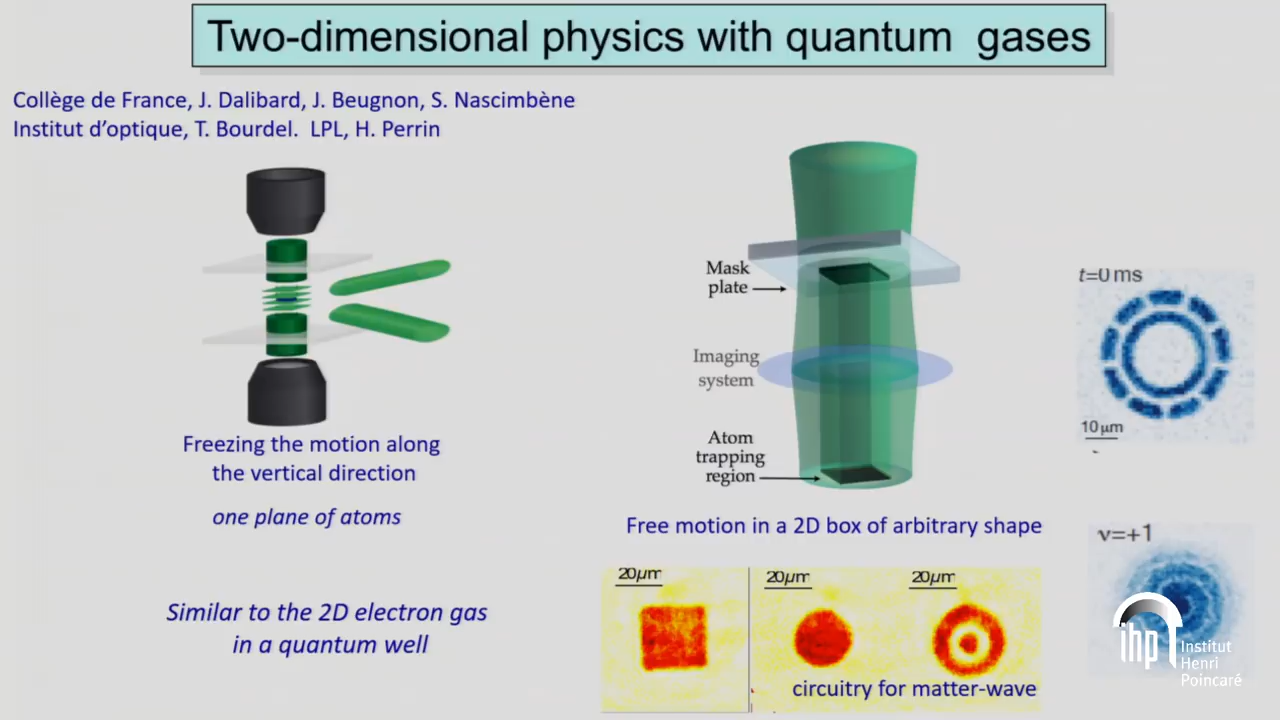 Two-dimensional physics with quantum gases
Collège de France, J. Dalibard, J. Beugnon, S. Nascimbène
Institut d'optique, T. Bourdel. LPL, H. Perrin
Freezing the motion along
the vertical direction
one plane of atoms
Similar to the 2D electron gas
in a quantum well
Mask
plate
Imaging
system
Atom
trapping
region
Free motion in a 2D box of arbitrary shape
20μm
20μm
20μm
circuitry for matter-wave
t=0 ms
10 μm
ν=+1
ihp
Institut
Henri
Poincaré